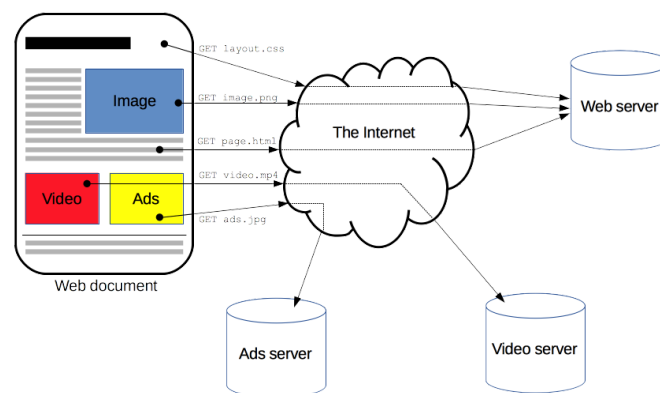 GET layout.css
Image
GET image.png
The Internet
Web server
GET page.html
Video
Ads
GET video.mp4
GET ads.jpg
Web document
Ads server
Video server